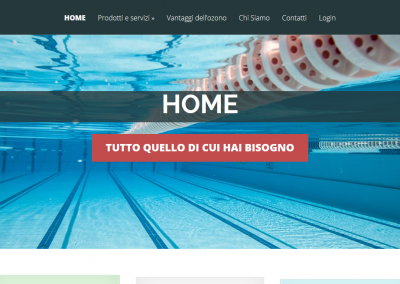 HOME Prodotti e servizi » Vantaggi dell'ozono Chi Siamo Contatti Login
HOME
TUTTO QUELLO DI CUI HAI BISOGNO